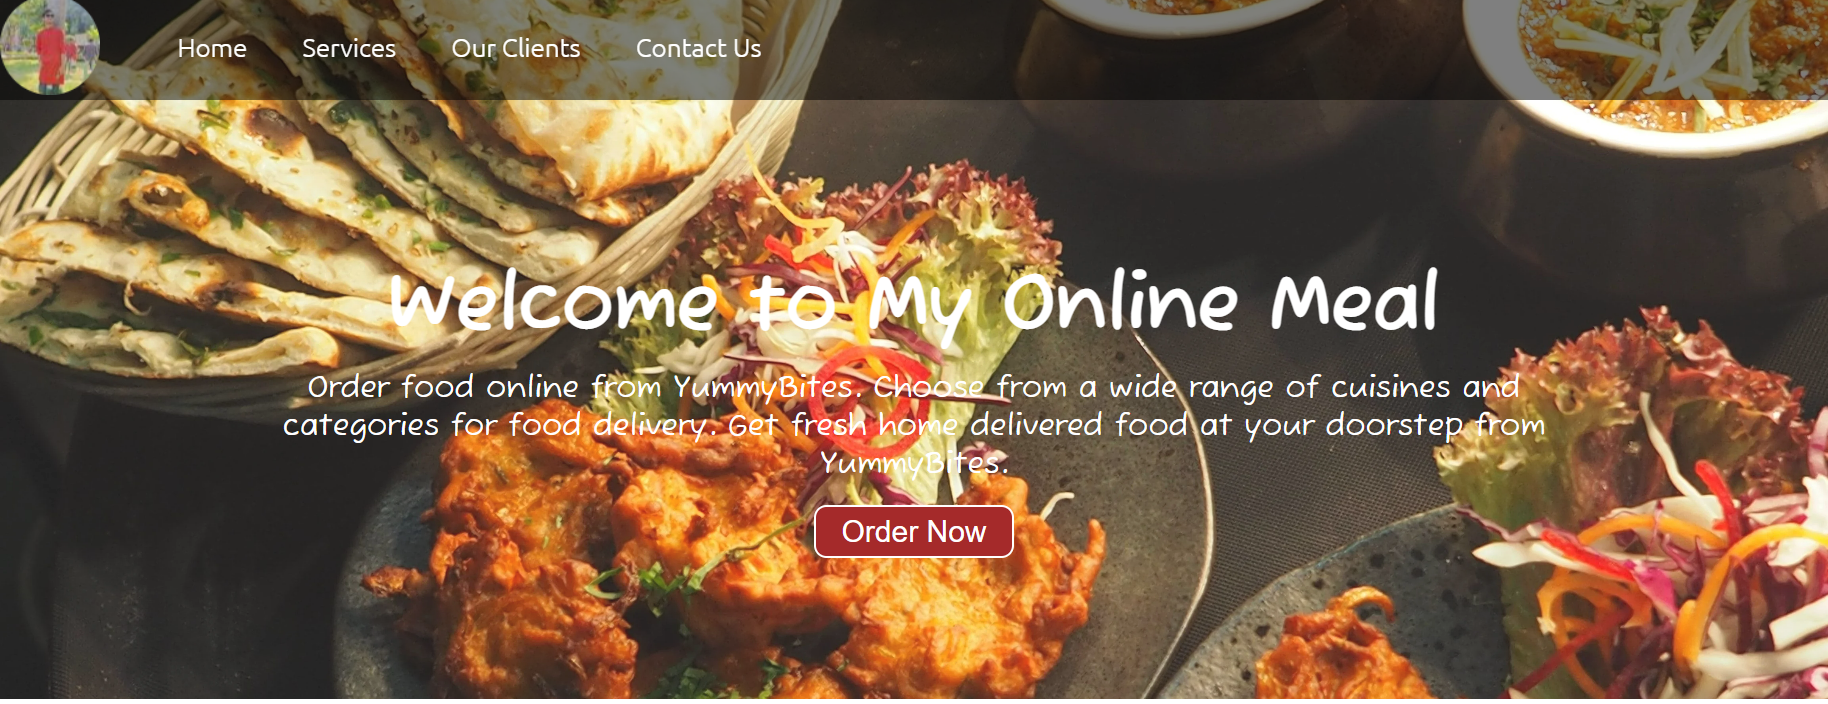 Home Services Our Clients Contact Us
Welcome to My Online Meal
Order food online from YummyBites. Choose from a wide range of cuisines and
categories for food delivery. Get fresh home delivered food at your doorstep from
YummyBites.
Order Now